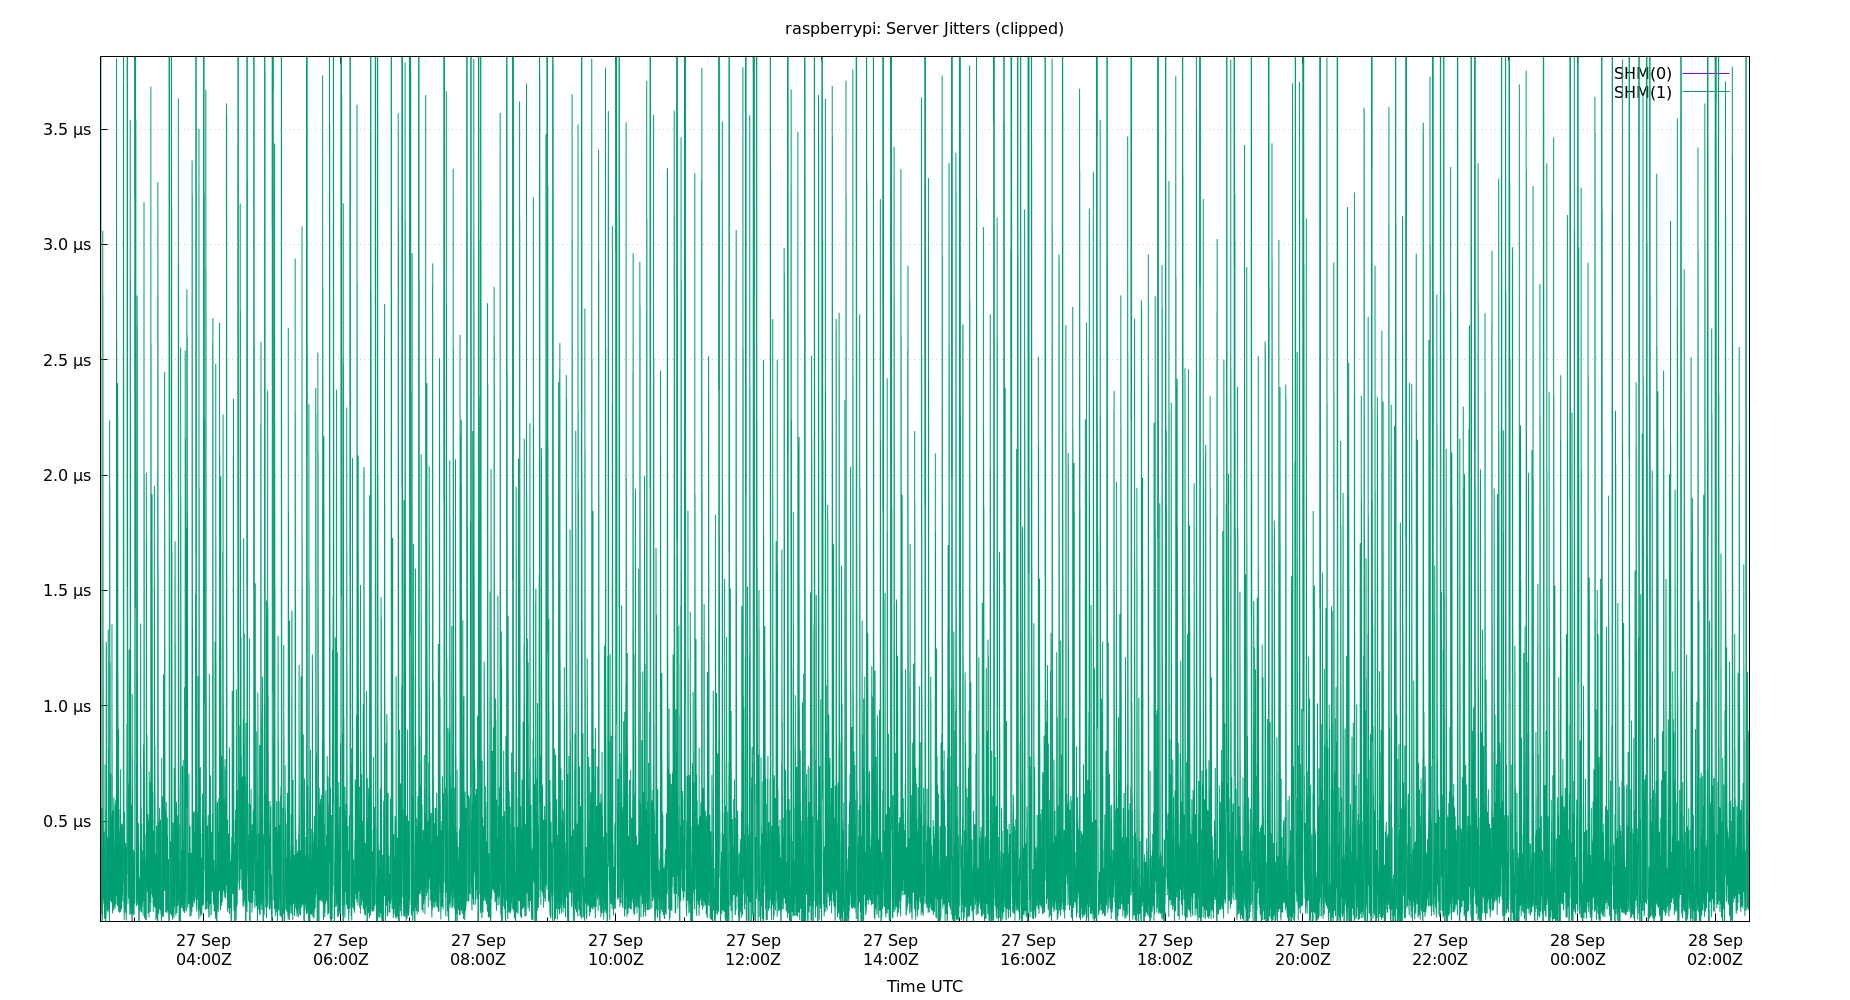 raspberrypi: Server Jitters (clipped)
SHM(0)
SHM(1)
3.5 µs
3.0 µs
2.5 µs
2.0 µs
1.5 µs
1.0 µs
0.5 µs
27 Sep 27 Sep 27 Sep 27 Sep 27 Sep 27 Sep 27 Sep 27 Sep 27 Sep 27 Sep 28 Sep 28 Sep
04:00Z 06:00Z 08:00Z 10:00Z 12:00Z 14:00Z 16:00Z 18:00Z 20:00Z 22:00Z 00:00Z 02:00Z
Time UTC